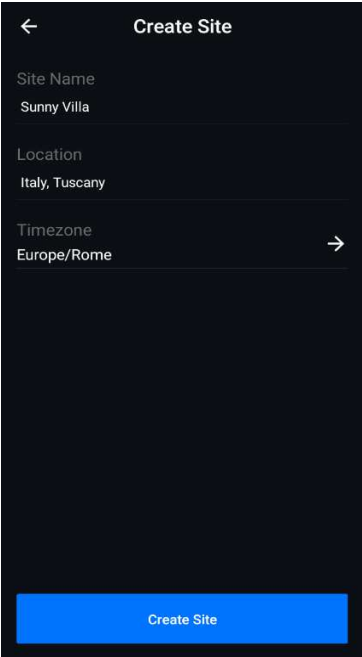 Create Site
Site Name
Sunny Villa
Location
Italy, Tuscany
Timezone
Europe/Rome
Create Site